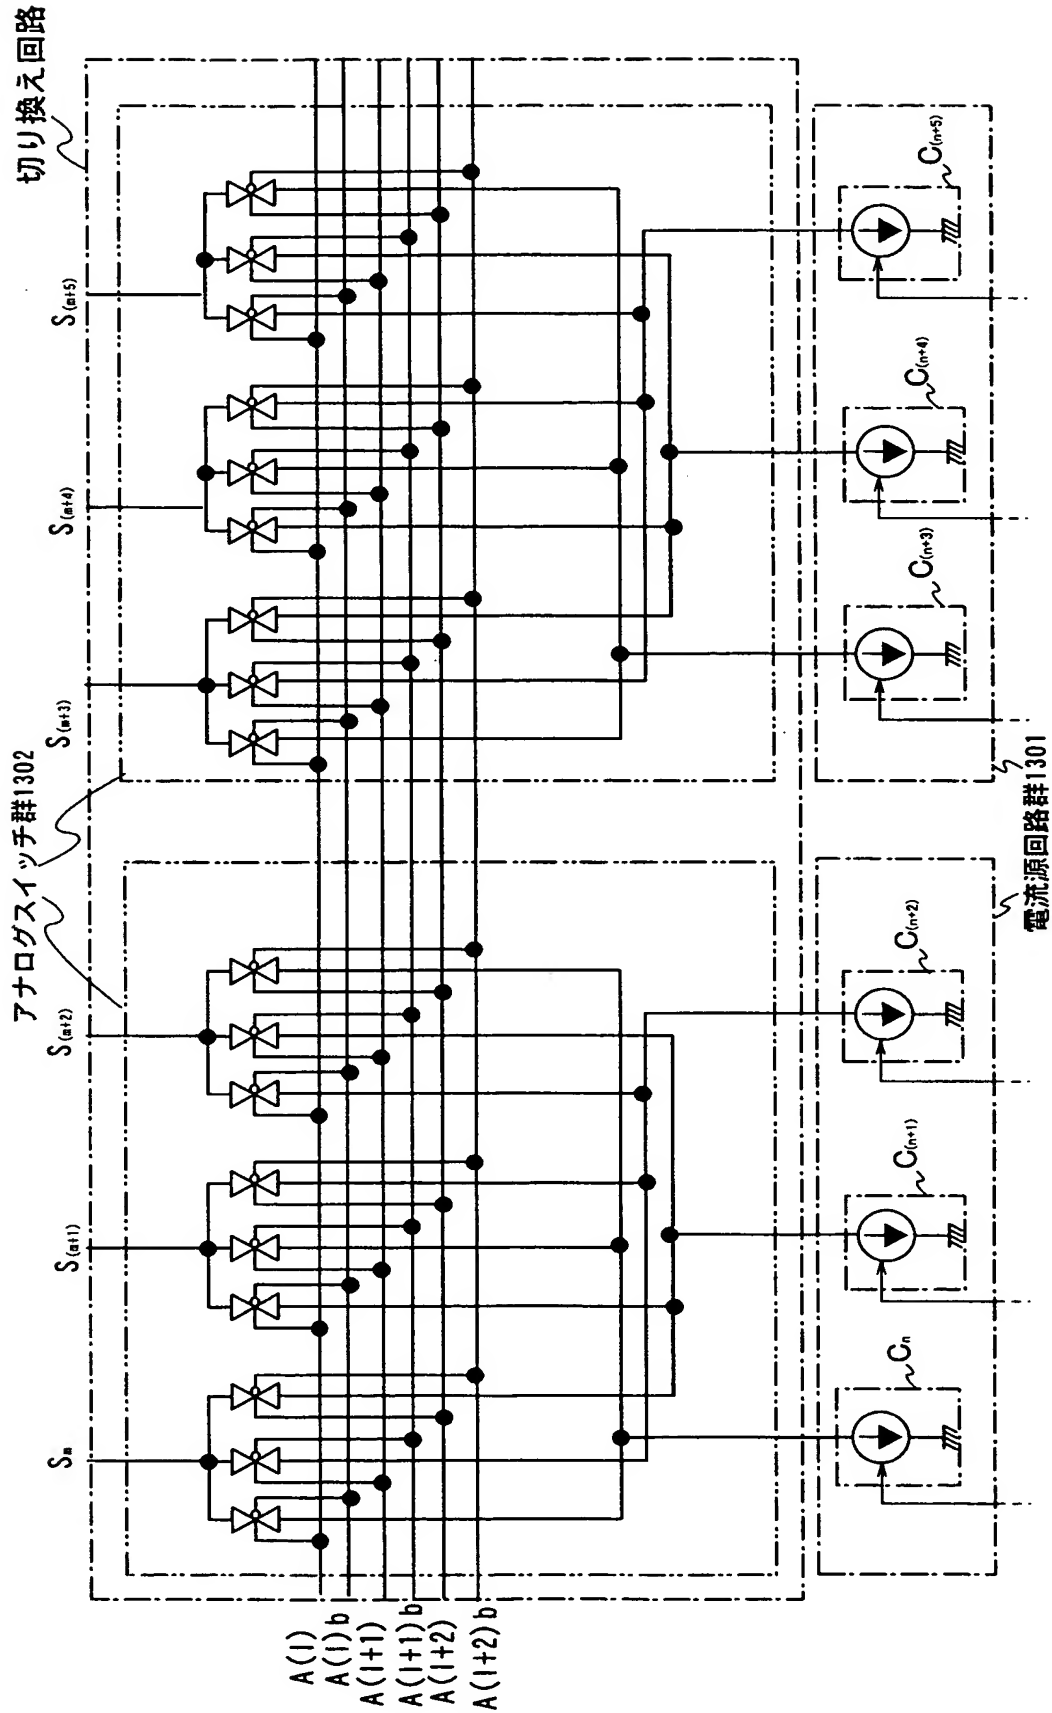 切り換え回路
アナログスイッチ群1302
Sm
S(m+1)
S(m+2)
S(m+3)
S(m+4)
S(m+5)
A(l)
A(l)b
A(l+1)
A(l+1)b
A(l+2)
A(l+2)b
Cn
C(n+1)
C(n+2)
C(n+3)
C(n+4)
C(n+5)
電流源回路群1301